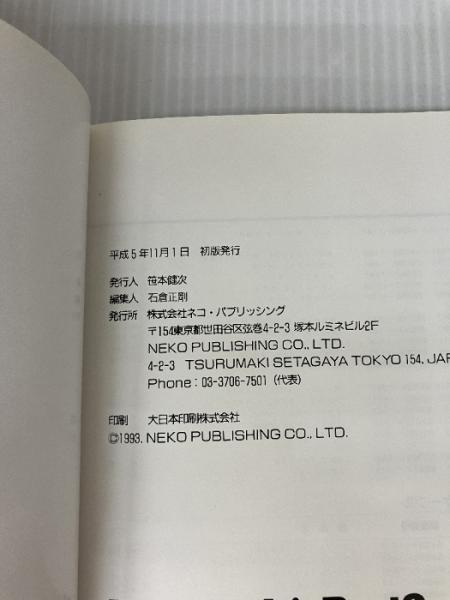 平成5年11月1日 初版発行
発行人 笹本健次
編集人 石倉正剛
発行所 株式会社ネコ・パブリッシング
〒154東京都世田谷区弦巻4-2-3 塚本ルミネビル2F
NEKO PUBLISHING CO., LTD.
4-2-3 TSURUMAKI SETAGAYA TOKYO 154, JAP
Phone : 03-3706-7501 (代表)
印刷 大日本印刷株式会社
©1993. NEKO PUBLISHING CO., LTD.